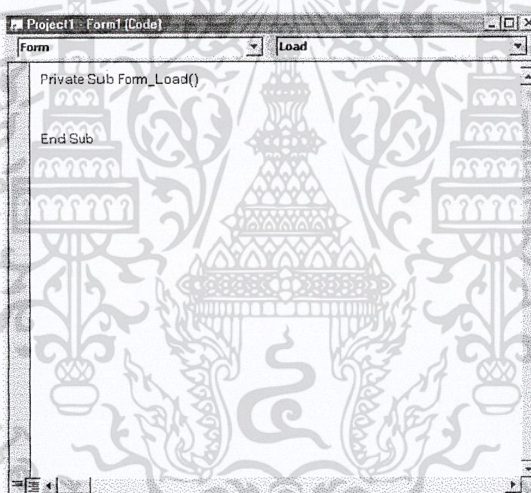 Project1 - Form1 (Code)
Form
Load
Private Sub Form_Load()
End Sub